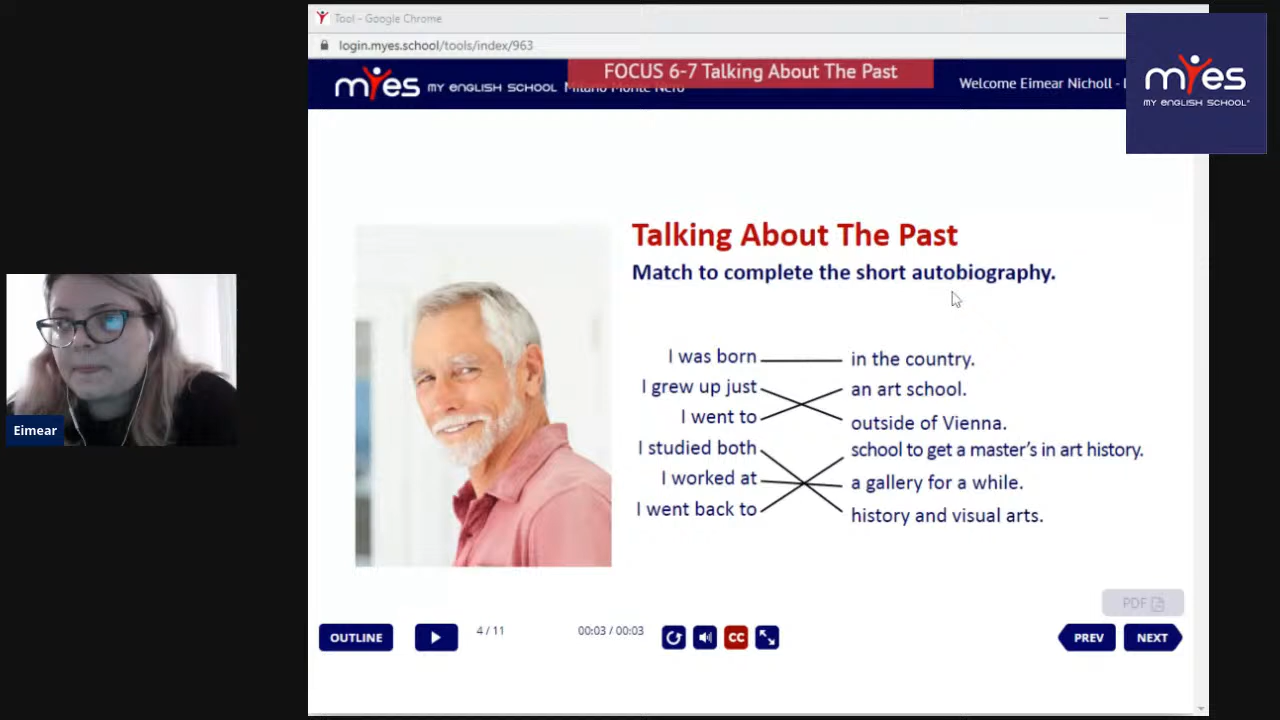 Tool - Google Chrome
login.myes.school/tools/index/963
FOCUS 6-7 Talking About The Past
myes MY ENGLISH SCHOOL Milano Monte Nero
Welcome Eimear Nicholl -
myes
MY ENGLISH SCHOOL
Talking About The Past
Match to complete the short autobiography.
I was born in the country.
I grew up just an art school.
I went to outside of Vienna.
I studied both school to get a master's in art history.
I worked at a gallery for a while.
I went back to history and visual arts.
Eimear
PDF
OUTLINE 4 / 11 00:03 / 00:03 CC PREV NEXT